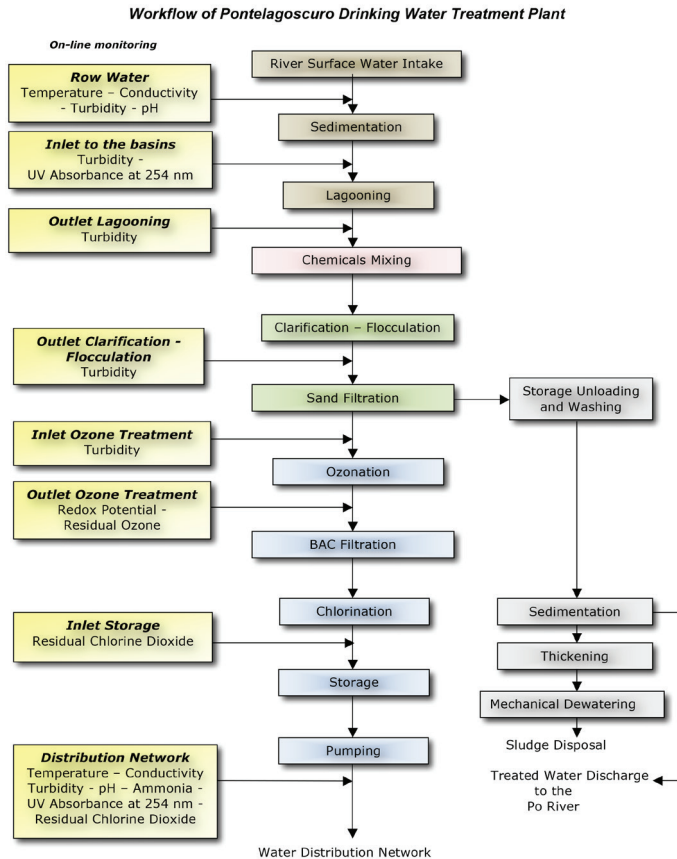 Workflow of Pontelagoscuro Drinking Water Treatment Plant
On-line monitoring
Row Water
Temperature – Conductivity
- Turbidity - pH
Inlet to the basins
Turbidity -
UV Absorbance at 254 nm
Outlet Lagooning
Turbidity
Outlet Clarification -
Flocculation
Turbidity
Inlet Ozone Treatment
Turbidity
Outlet Ozone Treatment
Redox Potential -
Residual Ozone
Inlet Storage
Residual Chlorine Dioxide
Distribution Network
Temperature – Conductivity
Turbidity - pH – Ammonia -
UV Absorbance at 254 nm -
Residual Chlorine Dioxide
River Surface Water Intake
Sedimentation
Lagooning
Chemicals Mixing
Clarification – Flocculation
Sand Filtration
Ozonation
BAC Filtration
Chlorination
Storage
Pumping
Water Distribution Network
Storage Unloading
and Washing
Sedimentation
Thickening
Mechanical Dewatering
Sludge Disposal
Treated Water Discharge
to the
Po River